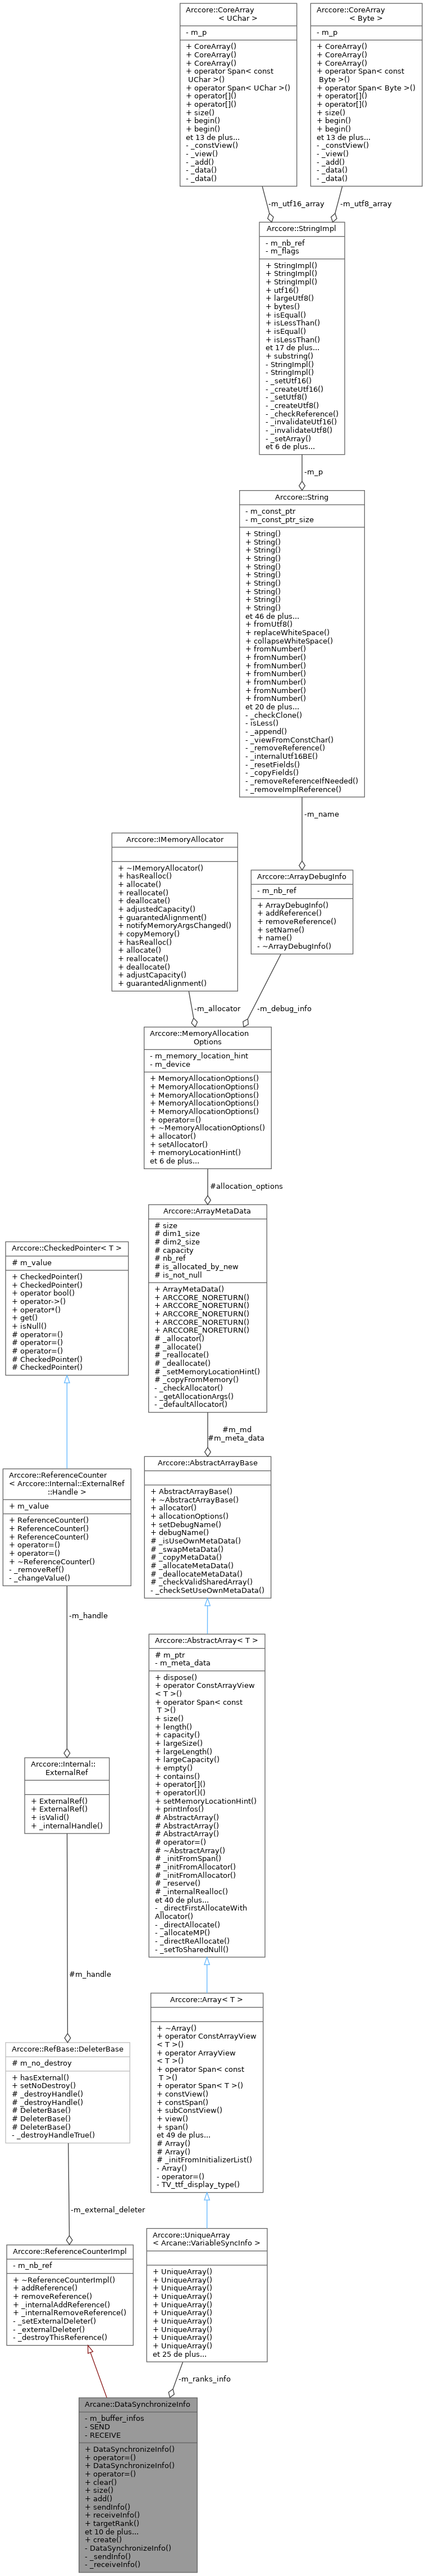 Arccore::CoreArray
< UChar >
- m_p
+ CoreArray()
+ CoreArray()
+ CoreArray()
+ operator Span< const
UChar >()
+ operator Span< UChar >()
+ operator[]()
+ operator[]()
+ size()
+ begin()
+ begin()
et 13 de plus...
- _constView()
- _view()
- _add()
- _data()
- _data()
Arccore::CoreArray
< Byte >
- m_p
+ CoreArray()
+ CoreArray()
+ CoreArray()
+ operator Span< const
Byte >()
+ operator Span< Byte >()
+ operator[]()
+ operator[]()
+ size()
+ begin()
+ begin()
et 13 de plus...
- _constView()
- _view()
- _add()
- _data()
- _data()
-m_utf16_array
-m_utf8_array
Arccore::StringImpl
- m_nb_ref
- m_flags
+ StringImpl()
+ StringImpl()
+ StringImpl()
+ utf16()
+ largeUtf8()
+ bytes()
+ isEqual()
+ isLessThan()
+ isEqual()
+ isLessThan()
et 17 de plus...
+ substring()
- StringImpl()
- StringImpl()
- _setUtf16()
- _createUtf16()
- _setUtf8()
- _createUtf8()
- _checkReference()
- _invalidateUtf16()
- _invalidateUtf8()
- _setArray()
et 6 de plus...
-m_p
Arccore::String
- m_const_ptr
- m_const_ptr_size
+ String()
+ String()
+ String()
+ String()
+ String()
+ String()
+ String()
+ String()
+ String()
+ String()
et 46 de plus...
+ fromUtf8()
+ replaceWhiteSpace()
+ collapseWhiteSpace()
+ fromNumber()
+ fromNumber()
+ fromNumber()
+ fromNumber()
+ fromNumber()
+ fromNumber()
+ fromNumber()
et 20 de plus...
- _checkClone()
- isLess()
- _append()
- _viewFromConstChar()
- _removeReference()
- _internalUtf16BE()
- _resetFields()
- _copyFields()
- _removeReferenceIfNeeded()
- _removeImplReference()
-m_name
Arccore::IMemoryAllocator
+ ~IMemoryAllocator()
+ hasRealloc()
+ allocate()
+ reallocate()
+ deallocate()
+ adjustedCapacity()
+ guarantedAlignment()
+ notifyMemoryArgsChanged()
+ copyMemory()
+ hasRealloc()
+ allocate()
+ reallocate()
+ deallocate()
+ adjustCapacity()
+ guarantedAlignment()
Arccore::ArrayDebugInfo
- m_nb_ref
+ ArrayDebugInfo()
+ addReference()
+ removeReference()
+ setName()
+ name()
- ~ArrayDebugInfo()
-m_allocator
-m_debug_info
Arccore::MemoryAllocation
Options
- m_memory_location_hint
- m_device
+ MemoryAllocationOptions()
+ MemoryAllocationOptions()
+ MemoryAllocationOptions()
+ MemoryAllocationOptions()
+ MemoryAllocationOptions()
+ operator=()
+ ~MemoryAllocationOptions()
+ allocator()
+ setAllocator()
+ memoryLocationHint()
et 6 de plus...
#allocation_options
Arccore::ArrayMetaData
# size
# dim1_size
# dim2_size
# capacity
# nb_ref
# is_allocated_by_new
# is_not_null
+ ArrayMetaData()
+ ARCCORE_NORETURN()
+ ARCCORE_NORETURN()
+ ARCCORE_NORETURN()
+ ARCCORE_NORETURN()
+ ARCCORE_NORETURN()
# _allocator()
# _allocate()
# _reallocate()
# _deallocate()
# _setMemoryLocationHint()
# _copyFromMemory()
- _checkAllocator()
- _getAllocationArgs()
- _defaultAllocator()
#m_md
#m_meta_data
Arccore::CheckedPointer< T >
# m_value
+ CheckedPointer()
+ CheckedPointer()
+ operator bool()
+ operator->()
+ operator*()
+ get()
+ isNull()
# operator=()
# operator=()
# operator=()
# CheckedPointer()
# CheckedPointer()
Arccore::AbstractArrayBase
+ AbstractArrayBase()
+ ~AbstractArrayBase()
+ allocator()
+ allocationOptions()
+ setDebugName()
+ debugName()
# _isUseOwnMetaData()
# _swapMetaData()
# _copyMetaData()
# _allocateMetaData()
# _deallocateMetaData()
# _checkValidSharedArray()
- _checkSetUseOwnMetaData()
Arccore::ReferenceCounter
< Arccore::Internal::ExternalRef
::Handle >
+ m_value
+ ReferenceCounter()
+ ReferenceCounter()
+ ReferenceCounter()
+ operator=()
+ operator=()
+ ~ReferenceCounter()
- _removeRef()
- _changeValue()
-m_handle
Arccore::AbstractArray< T >
# m_ptr
- m_meta_data
+ dispose()
+ operator ConstArrayView
< T >()
+ operator Span< const
T >()
+ size()
+ length()
+ capacity()
+ largeSize()
+ largeLength()
+ largeCapacity()
+ empty()
+ contains()
+ operator[]()
+ operator()()
+ setMemoryLocationHint()
+ printInfos()
# AbstractArray()
# AbstractArray()
# AbstractArray()
# operator=()
# ~AbstractArray()
# _initFromSpan()
# _initFromAllocator()
# _initFromAllocator()
# _reserve()
# _internalRealloc()
et 40 de plus...
- _directFirstAllocateWith
Allocator()
- _directAllocate()
- _allocateMP()
- _directReAllocate()
- _setToSharedNull()
Arccore::Internal::
ExternalRef
+ ExternalRef()
+ ExternalRef()
+ isValid()
+ _internalHandle()
#m_handle
Arccore::Array< T >
+ ~Array()
+ operator ConstArrayView
< T >()
+ operator ArrayView
< T >()
+ operator Span< const
T >()
+ operator Span< T >()
+ constView()
+ constSpan()
+ subConstView()
+ view()
+ span()
et 49 de plus...
# Array()
# Array()
# _initFromInitializerList()
- Array()
- operator=()
- TV_ttf_display_type()
Arccore::RefBase::DeleterBase
# m_no_destroy
+ hasExternal()
+ setNoDestroy()
# _destroyHandle()
# _destroyHandle()
# DeleterBase()
# DeleterBase()
# DeleterBase()
- _destroyHandleTrue()
-m_external_deleter
Arccore::ReferenceCounterImpl
- m_nb_ref
+ ~ReferenceCounterImpl()
+ addReference()
+ removeReference()
+ _internalAddReference()
+ _internalRemoveReference()
- _setExternalDeleter()
- _externalDeleter()
- _destroyThisReference()
Arccore::UniqueArray
< Arcane::VariableSyncInfo >
+ UniqueArray()
+ UniqueArray()
+ UniqueArray()
+ UniqueArray()
+ UniqueArray()
+ UniqueArray()
+ UniqueArray()
+ UniqueArray()
+ UniqueArray()
+ UniqueArray()
et 25 de plus...
-m_ranks_info
Arcane::DataSynchronizeInfo
- m_buffer_infos
- SEND
- RECEIVE
+ DataSynchronizeInfo()
+ operator=()
+ DataSynchronizeInfo()
+ operator=()
+ clear()
+ size()
+ add()
+ sendInfo()
+ receiveInfo()
+ targetRank()
et 10 de plus...
+ create()
- DataSynchronizeInfo()
- _sendInfo()
- _receiveInfo()